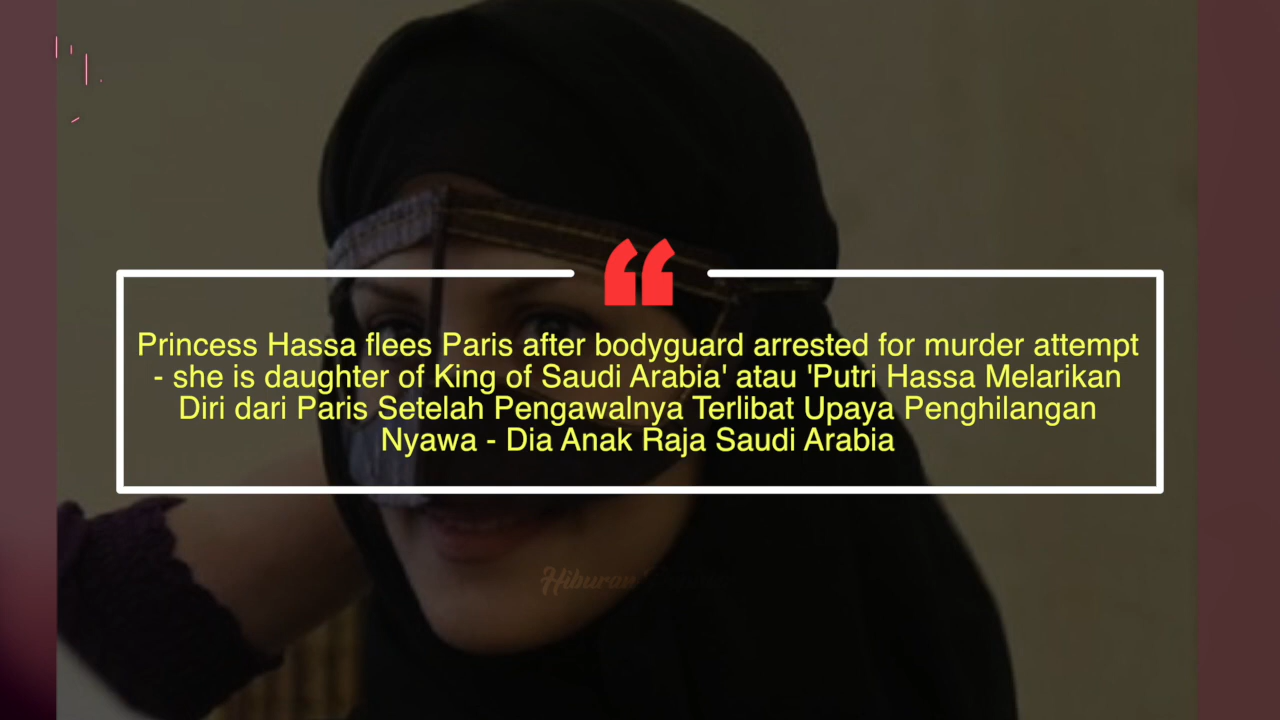 Princess Hassa flees Paris after bodyguard arrested for murder attempt
- she is daughter of King of Saudi Arabia' atau 'Putri Hassa Melarikan
Diri dari Paris Setelah Pengawalnya Terlibat Upaya Penghilangan
Nyawa - Dia Anak Raja Saudi Arabia
Hiburan